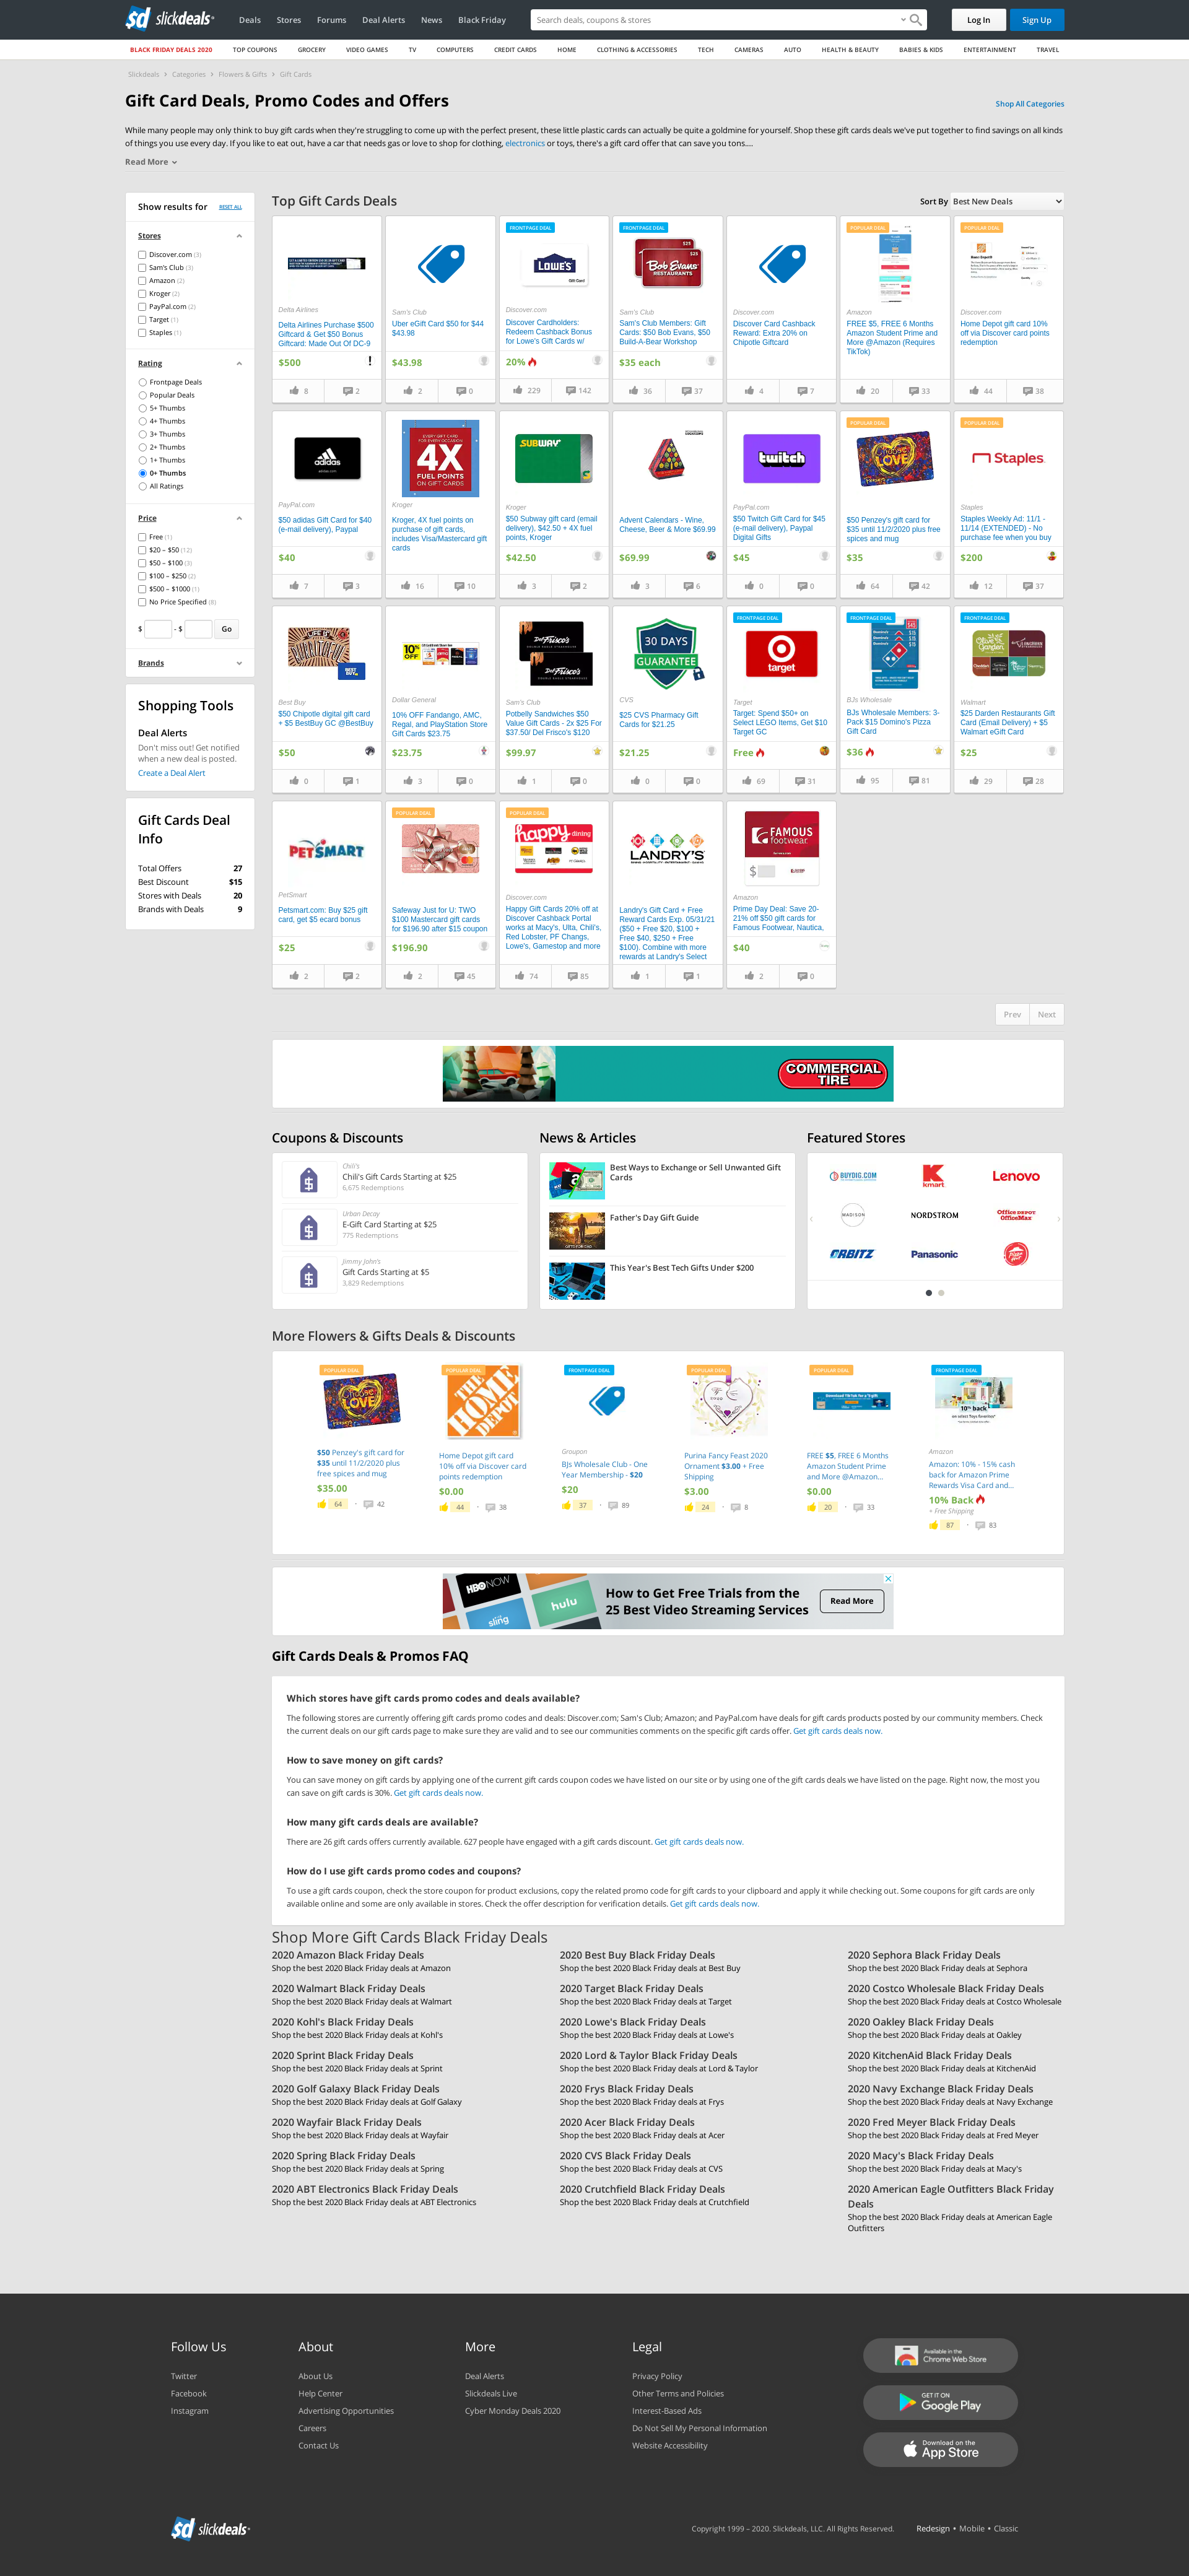 slickdeals
Deals Stores Forums Deal Alerts News Black Friday
Search deals, coupons & stores
Log In
Sign Up
BLACK FRIDAY DEALS 2020 TOP COUPONS GROCERY VIDEO GAMES TV COMPUTERS CREDIT CARDS HOME CLOTHING & ACCESSORIES TECH CAMERAS AUTO HEALTH & BEAUTY BABIES & KIDS ENTERTAINMENT TRAVEL
Slickdeals > Categories > Flowers & Gifts > Gift Cards
Gift Card Deals, Promo Codes and Offers
Shop All Categories
While many people may only think to buy gift cards when they're struggling to come up with the perfect present, these little plastic cards can actually be quite a goldmine for yourself. Shop these gift cards deals we've put together to find savings on all kinds
of things you use every day. If you like to eat out, have a car that needs gas or love to shop for clothing, electronics or toys, there's a gift card offer that can save you tons....
Read More
Show results for
RESET ALL
Stores
Discover.com (3)
Sam's Club (3)
Amazon (2)
Kroger (2)
PayPal.com (2)
Target (1)
Staples (1)
Rating
Frontpage Deals
Popular Deals
5+ Thumbs
4+ Thumbs
3+ Thumbs
2+ Thumbs
1+ Thumbs
0+ Thumbs
All Ratings
Price
Free (1)
$20 – $50 (12)
$50 – $100 (3)
$100 – $250 (2)
$500 – $1000 (1)
No Price Specified (8)
$ - $ Go
Brands
Shopping Tools
Deal Alerts
Don't miss out! Get notified
when a new deal is posted.
Create a Deal Alert
Gift Cards Deal
Info
Total Offers 27
Best Discount $15
Stores with Deals 20
Brands with Deals 9
Top Gift Cards Deals
Sort By Best New Deals
Delta Airlines
Delta Airlines Purchase $500
Giftcard & Get $50 Bonus
Giftcard: Made Out Of DC-9
$500
8 2
Sam's Club
Uber eGift Card $50 for $44
$43.98
$43.98
2 0
FRONTPAGE DEAL
LOWE'S
Gift Card
Discover.com
Discover Cardholders:
Redeem Cashback Bonus
for Lowe's Gift Cards w/
20%
229 142
FRONTPAGE DEAL
$25
$25
Bob Evans
RESTAURANTS
Sam's Club
Sam's Club Members: Gift
Cards: $50 Bob Evans, $50
Build-A-Bear Workshop
$35 each
36 37
Discover.com
Discover Card Cashback
Reward: Extra 20% on
Chipotle Giftcard
4 7
POPULAR DEAL
Amazon
FREE $5, FREE 6 Months
Amazon Student Prime and
More @Amazon (Requires
TikTok)
20 33
POPULAR DEAL
Discover.com
Home Depot gift card 10%
off via Discover card points
redemption
44 38
adidas
PayPal.com
$50 adidas Gift Card for $40
(e-mail delivery), Paypal
$40
7 3
EVERY GIFT CARD
FOR EVERY OCCASION
4X
FUEL POINTS
ON GIFT CARDS
Kroger
Kroger, 4X fuel points on
purchase of gift cards,
includes Visa/Mastercard gift
cards
16 10
SUBWAY
Kroger
$50 Subway gift card (email
delivery), $42.50 + 4X fuel
points, Kroger
$42.50
3 2
Advent Calendars - Wine,
Cheese, Beer & More $69.99
$69.99
3 6
twitch
PayPal.com
$50 Twitch Gift Card for $45
(e-mail delivery), Paypal
Digital Gifts
$45
0 0
POPULAR DEAL
Choose
LOVE
$50 Penzey's gift card for
$35 until 11/2/2020 plus free
spices and mug
$35
64 42
POPULAR DEAL
Staples
Staples
Staples Weekly Ad: 11/1 -
11/14 (EXTENDED) - No
purchase fee when you buy
$200
12 37
BEST BUY
Best Buy
$50 Chipotle digital gift card
+ $5 BestBuy GC @BestBuy
$50
0 1
10%
OFF
Dollar General
10% OFF Fandango, AMC,
Regal, and PlayStation Store
Gift Cards $23.75
$23.75
3 0
Del Frisco's
Del Frisco's
Sam's Club
Potbelly Sandwiches $50
Value Gift Cards - 2x $25 For
$37.50/ Del Frisco's $120
$99.97
1 0
30 DAYS
GUARANTEE
CVS
$25 CVS Pharmacy Gift
Cards for $21.25
$21.25
0 0
FRONTPAGE DEAL
target
Target
Target: Spend $50+ on
Select LEGO Items, Get $10
Target GC
Free
69 31
FRONTPAGE DEAL
$45
BJs Wholesale
BJs Wholesale Members: 3-
Pack $15 Domino's Pizza
Gift Card
$36
95 81
FRONTPAGE DEAL
Olive Garden
Walmart
$25 Darden Restaurants Gift
Card (Email Delivery) + $5
Walmart eGift Card
$25
29 28
PETSMART
PetSmart
Petsmart.com: Buy $25 gift
card, get $5 ecard bonus
$25
2 2
POPULAR DEAL
Safeway Just for U: TWO
$100 Mastercard gift cards
for $196.90 after $15 coupon
$196.90
2 45
POPULAR DEAL
happy dining
Discover.com
Happy Gift Cards 20% off at
Discover Cashback Portal
works at Macy's, Ulta, Chili's,
Red Lobster, PF Changs,
Lowe's, Gamestop and more
74 85
LANDRY'S
Landry's Gift Card + Free
Reward Cards Exp. 05/31/21
($50 + Free $20, $100 +
Free $40, $250 + Free
$100). Combine with more
rewards at Landry's Select
1 1
FAMOUS
footwear
$
Amazon
Prime Day Deal: Save 20-
21% off $50 gift cards for
Famous Footwear, Nautica,
$40
2 0
Prev Next
COMMERCIAL
TIRE
Coupons & Discounts
Chili's
Chili's Gift Cards Starting at $25
6,675 Redemptions
Urban Decay
E-Gift Card Starting at $25
775 Redemptions
Jimmy John's
Gift Cards Starting at $5
3,829 Redemptions
News & Articles
Best Ways to Exchange or Sell Unwanted Gift
Cards
GIFTS FOR DAD
Father's Day Gift Guide
This Year's Best Tech Gifts Under $200
Featured Stores
BUYDIG.COM
kmart
Lenovo
MADISON
NORDSTROM
Office DEPOT
OfficeMax
ORBITZ
Panasonic
More Flowers & Gifts Deals & Discounts
POPULAR DEAL
Choose
LOVE
$50 Penzey's gift card for
$35 until 11/2/2020 plus
free spices and mug
$35.00
64 • 42
POPULAR DEAL
THE
HOME
DEPOT
Home Depot gift card
10% off via Discover card
points redemption
$0.00
44 • 38
FRONTPAGE DEAL
Groupon
BJs Wholesale Club - One
Year Membership - $20
$20
37 • 89
POPULAR DEAL
Purina Fancy Feast 2020
Ornament $3.00 + Free
Shipping
$3.00
24 • 8
POPULAR DEAL
FREE $5, FREE 6 Months
Amazon Student Prime
and More @Amazon...
$0.00
20 • 33
FRONTPAGE DEAL
10% back
Amazon
Amazon: 10% - 15% cash
back for Amazon Prime
Rewards Visa Card and...
10% Back
+ Free Shipping
87 • 83
HBO NOW
sling
hulu
How to Get Free Trials from the
25 Best Video Streaming Services
Read More
Gift Cards Deals & Promos FAQ
Which stores have gift cards promo codes and deals available?
The following stores are currently offering gift cards promo codes and deals: Discover.com; Sam's Club; Amazon; and PayPal.com have deals for gift cards products posted by our community members. Check
the current deals on our gift cards page to make sure they are valid and to see our communities comments on the specific gift cards offer. Get gift cards deals now.
How to save money on gift cards?
You can save money on gift cards by applying one of the current gift cards coupon codes we have listed on our site or by using one of the gift cards deals we have listed on the page. Right now, the most you
can save on gift cards is 30%. Get gift cards deals now.
How many gift cards deals are available?
There are 26 gift cards offers currently available. 627 people have engaged with a gift cards discount. Get gift cards deals now.
How do I use gift cards promo codes and coupons?
To use a gift cards coupon, check the store coupon for product exclusions, copy the related promo code for gift cards to your clipboard and apply it while checking out. Some coupons for gift cards are only
available online and some are only available in stores. Check the offer description for verification details. Get gift cards deals now.
Shop More Gift Cards Black Friday Deals
2020 Amazon Black Friday Deals
Shop the best 2020 Black Friday deals at Amazon
2020 Walmart Black Friday Deals
Shop the best 2020 Black Friday deals at Walmart
2020 Kohl's Black Friday Deals
Shop the best 2020 Black Friday deals at Kohl's
2020 Sprint Black Friday Deals
Shop the best 2020 Black Friday deals at Sprint
2020 Golf Galaxy Black Friday Deals
Shop the best 2020 Black Friday deals at Golf Galaxy
2020 Wayfair Black Friday Deals
Shop the best 2020 Black Friday deals at Wayfair
2020 Spring Black Friday Deals
Shop the best 2020 Black Friday deals at Spring
2020 ABT Electronics Black Friday Deals
Shop the best 2020 Black Friday deals at ABT Electronics
2020 Best Buy Black Friday Deals
Shop the best 2020 Black Friday deals at Best Buy
2020 Target Black Friday Deals
Shop the best 2020 Black Friday deals at Target
2020 Lowe's Black Friday Deals
Shop the best 2020 Black Friday deals at Lowe's
2020 Lord & Taylor Black Friday Deals
Shop the best 2020 Black Friday deals at Lord & Taylor
2020 Frys Black Friday Deals
Shop the best 2020 Black Friday deals at Frys
2020 Acer Black Friday Deals
Shop the best 2020 Black Friday deals at Acer
2020 CVS Black Friday Deals
Shop the best 2020 Black Friday deals at CVS
2020 Crutchfield Black Friday Deals
Shop the best 2020 Black Friday deals at Crutchfield
2020 Sephora Black Friday Deals
Shop the best 2020 Black Friday deals at Sephora
2020 Costco Wholesale Black Friday Deals
Shop the best 2020 Black Friday deals at Costco Wholesale
2020 Oakley Black Friday Deals
Shop the best 2020 Black Friday deals at Oakley
2020 KitchenAid Black Friday Deals
Shop the best 2020 Black Friday deals at KitchenAid
2020 Navy Exchange Black Friday Deals
Shop the best 2020 Black Friday deals at Navy Exchange
2020 Fred Meyer Black Friday Deals
Shop the best 2020 Black Friday deals at Fred Meyer
2020 Macy's Black Friday Deals
Shop the best 2020 Black Friday deals at Macy's
2020 American Eagle Outfitters Black Friday
Deals
Shop the best 2020 Black Friday deals at American Eagle
Outfitters
Follow Us
Twitter
Facebook
Instagram
About
About Us
Help Center
Advertising Opportunities
Careers
Contact Us
More
Deal Alerts
Slickdeals Live
Cyber Monday Deals 2020
Legal
Privacy Policy
Other Terms and Policies
Interest-Based Ads
Do Not Sell My Personal Information
Website Accessibility
Available in the
Chrome Web Store
GET IT ON
Google Play
Download on the
App Store
slickdeals
Copyright 1999 – 2020. Slickdeals, LLC. All Rights Reserved.
Redesign • Mobile • Classic